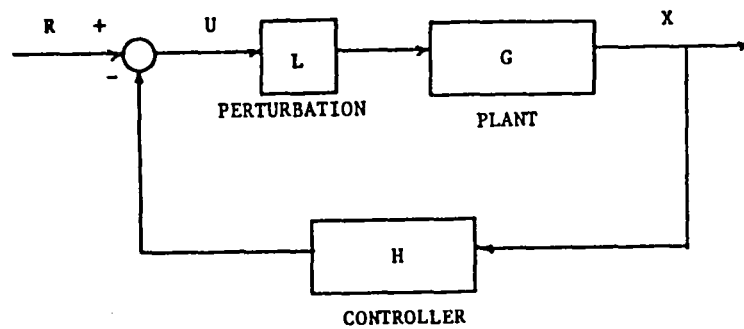 R + U X
-
L
G
PERTURBATION
PLANT
H
CONTROLLER